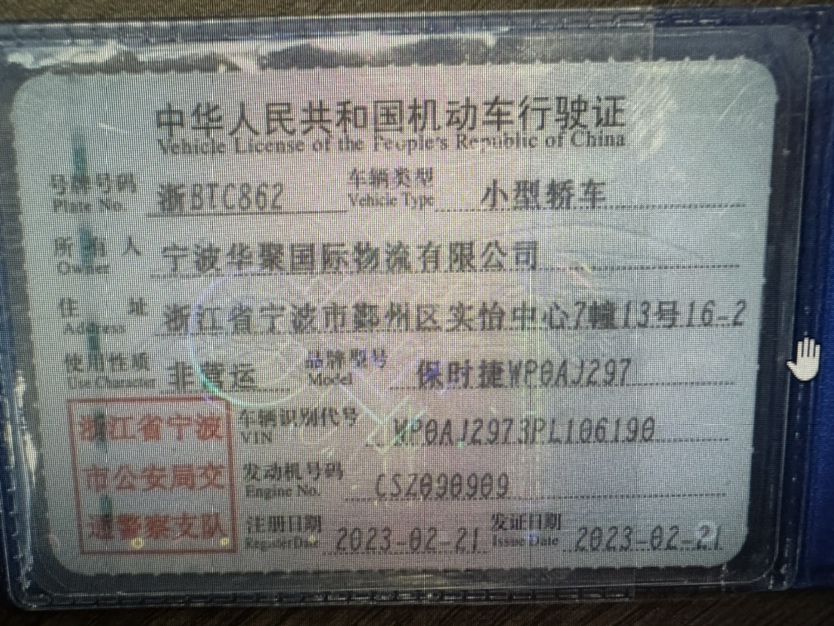 中华人民共和国机动车行驶证
Vehicle License of the People's Republic of China
号牌号码 浙BTC862 车辆类型 小型轿车
Plate No. Vehicle Type
所有人 宁波华聚国际物流有限公司
Owner
住址 浙江省宁波市鄞州区实怡中心7幢13号16-2
Address
使用性质 非营运 品牌型号 保时捷WP0AJ297
Use Character Model
浙江省宁波 车辆识别代号 WP0AJ2973PL106190
VIN
市公安局交 发动机号码 CSZ090909
Engine No.
通警察支队 注册日期 2023-02-21 发证日期 2023-02-21
Register Date Issue Date